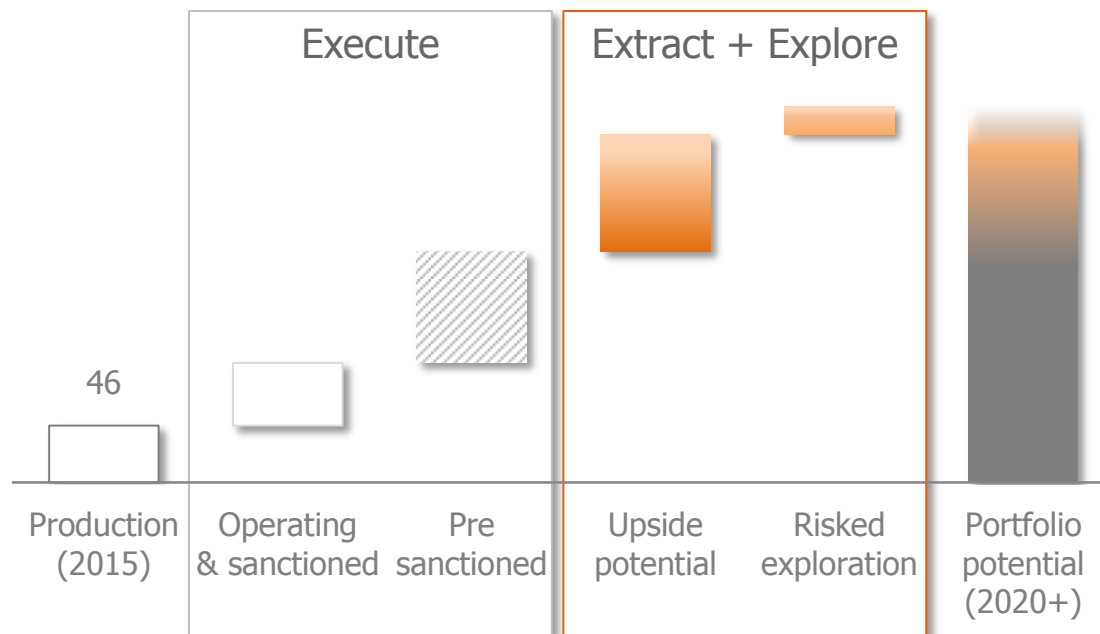 Execute
Extract + Explore
46
Production
(2015)
Operating
& sanctioned
Pre
sanctioned
Upside
potential
Risked
exploration
Portfolio
potential
(2020+)